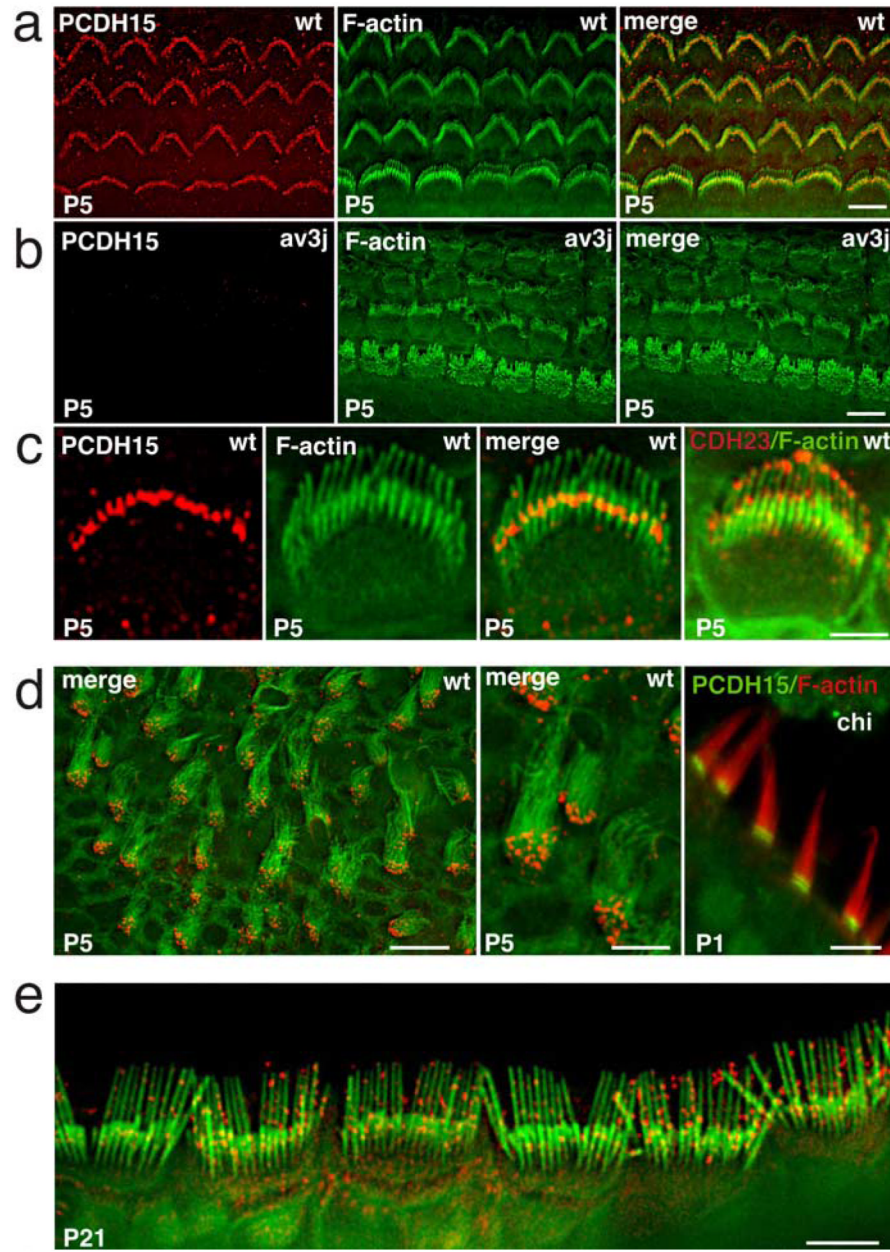 a
PCDH15 wt
F-actin wt
merge wt
P5
P5
P5
b
PCDH15 av3j
F-actin av3j
merge av3j
P5
P5
P5
c
PCDH15 wt
F-actin wt
merge wt
CDH23/F-actin wt
P5
P5
P5
P5
d
merge wt
merge wt
PCDH15/F-actin
chi
P5
P5
P1
e
P21